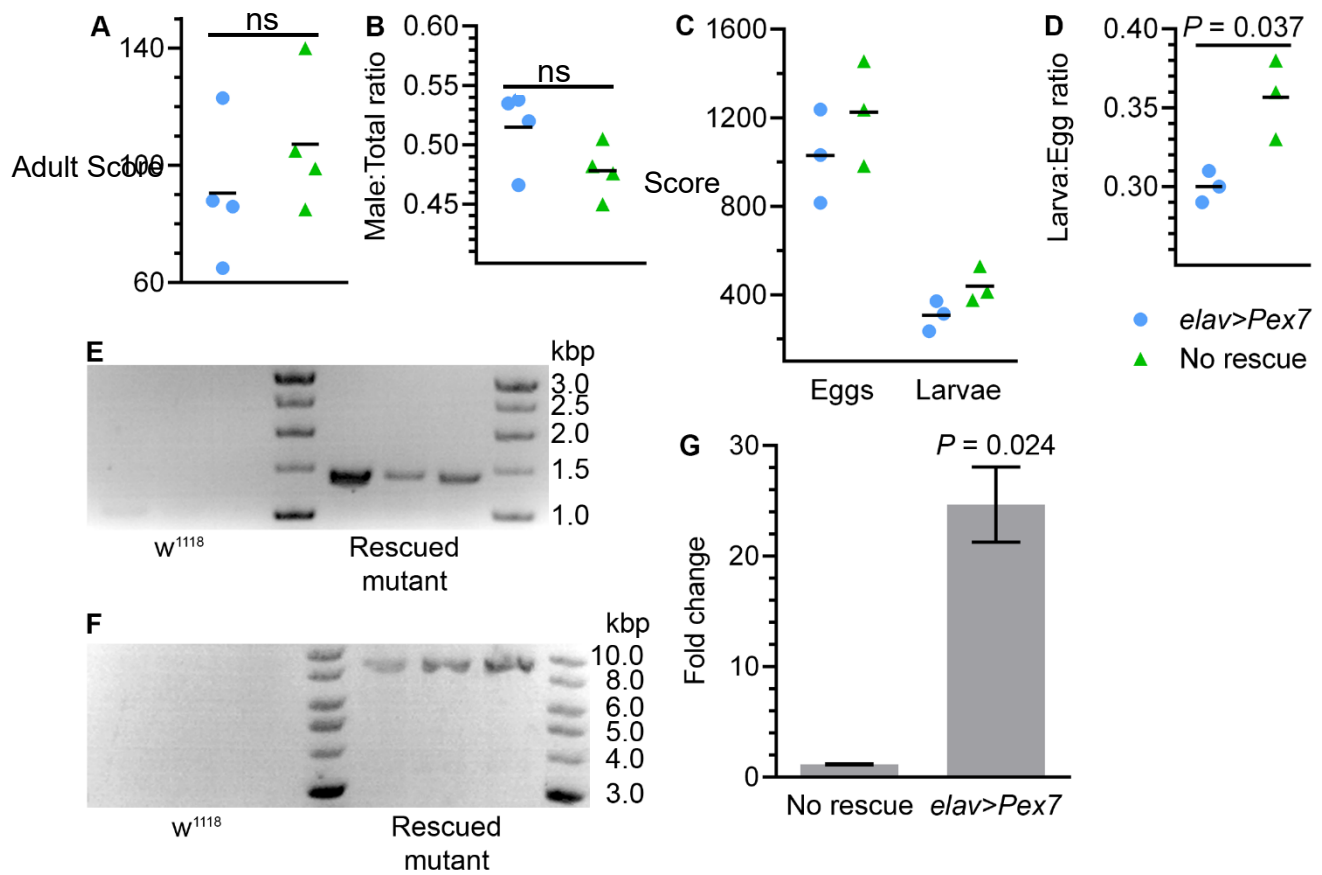 A
ns
140
100
60
Adult Score
B
ns
0.60
0.55
0.50
0.45
Male:Total ratio
C
1600
1200
800
400
Score
Eggs Larvae
D
P = 0.037
0.40
0.35
0.30
Larva:Egg ratio
elav>Pex7
No rescue
E
kbp
3.0
2.5
2.0
1.5
1.0
w1118
Rescued
mutant
F
kbp
10.0
8.0
6.0
5.0
4.0
3.0
w1118
Rescued
mutant
G
P = 0.024
30
20
10
0
Fold change
No rescue elav>Pex7